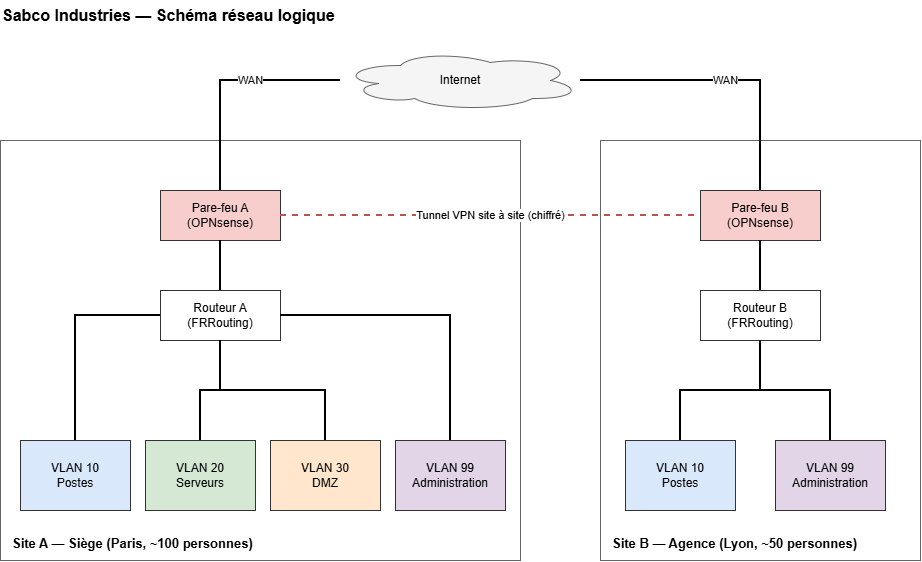 Sabco Industries — Schéma réseau logique
WAN
Internet
WAN
Pare-feu A
(OPNsense)
Tunnel VPN site à site (chiffré)
Pare-feu B
(OPNsense)
Routeur A
(FRRouting)
Routeur B
(FRRouting)
VLAN 10
Postes
VLAN 20
Serveurs
VLAN 30
DMZ
VLAN 99
Administration
VLAN 10
Postes
VLAN 99
Administration
Site A — Siège (Paris, ~100 personnes)
Site B — Agence (Lyon, ~50 personnes)